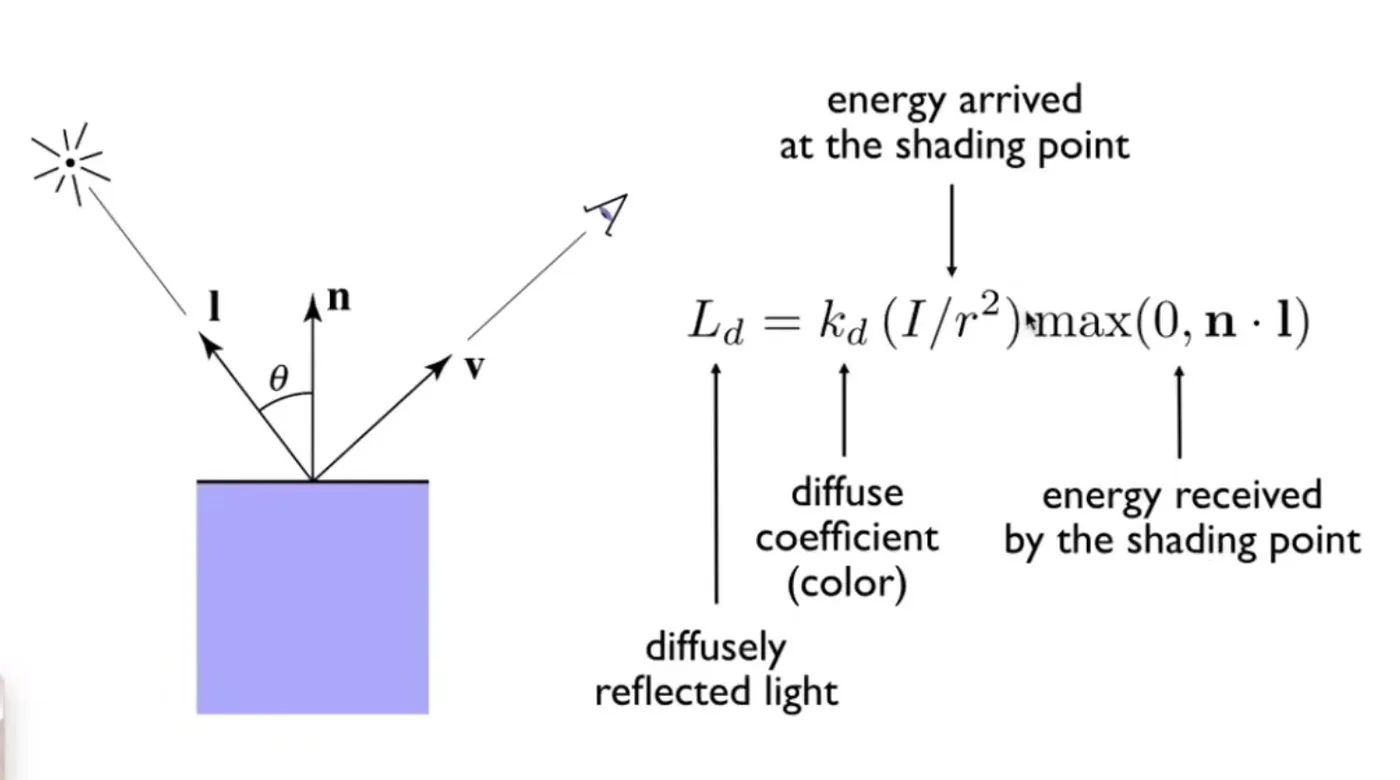 energy arrived
at the shading point
l
n
θ
v
L_d = k_d (I/r²) max(0, n · l)
diffuse
coefficient
(color)
energy received
by the shading point
diffusely
reflected light